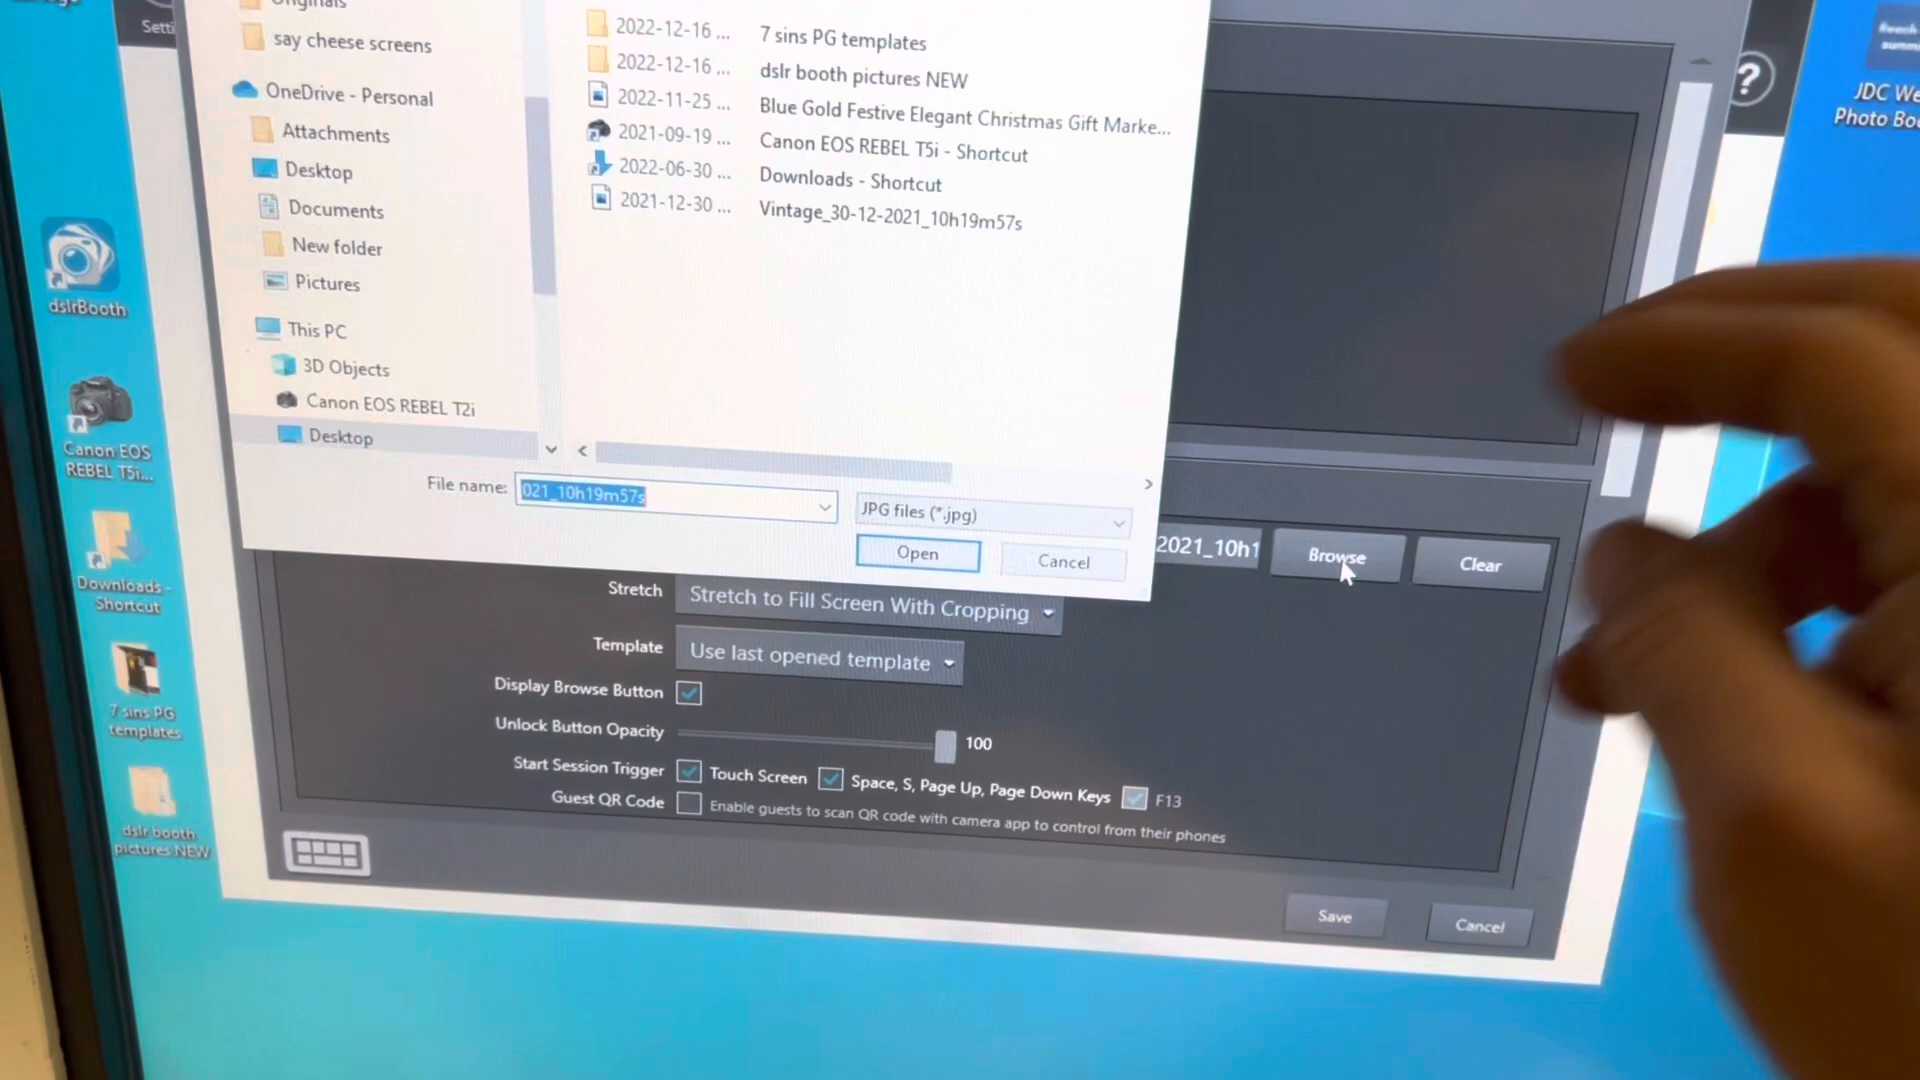 Setti
Originals
say cheese screens
OneDrive - Personal
Attachments
Desktop
Documents
New folder
Pictures
This PC
3D Objects
Canon EOS REBEL T2i
Desktop
2022-12-16 ... 7 sins PG templates
2022-12-16 ... dslr booth pictures NEW
2022-11-25 ... Blue Gold Festive Elegant Christmas Gift Marke...
2021-09-19 ... Canon EOS REBEL T5i - Shortcut
2022-06-30 ... Downloads - Shortcut
2021-12-30 ... Vintage_30-12-2021_10h19m57s
File name: 021_10h19m57s
JPG files (*.jpg)
Open
Cancel
2021_10h1
Browse
Clear
Stretch Stretch to Fill Screen With Cropping
Template Use last opened template
Display Browse Button
Unlock Button Opacity 100
Start Session Trigger Touch Screen Space, S, Page Up, Page Down Keys F13
Guest QR Code Enable guests to scan QR code with camera app to control from their phones
Save
Cancel
dslrBooth
Canon EOS
REBEL T5i...
Downloads -
Shortcut
7 sins PG
templates
dslr booth
pictures NEW
?
JDC We
Photo Boo